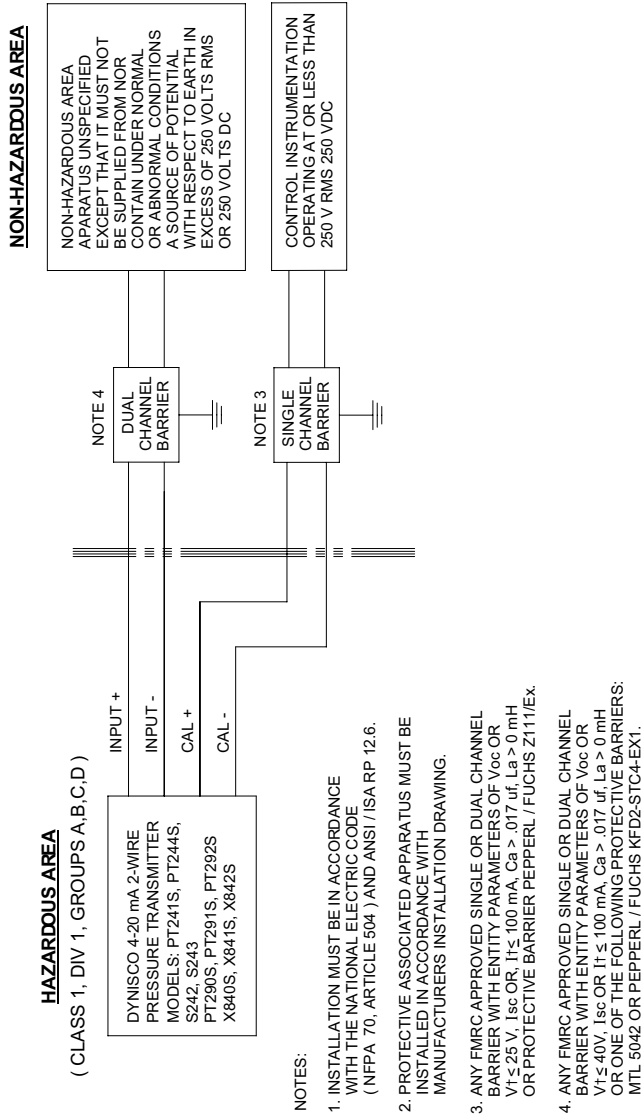 HAZARDOUS AREA
( CLASS 1, DIV 1, GROUPS A,B,C,D )
DYNISCO 4-20 mA 2-WIRE
PRESSURE TRANSMITTER
MODELS: PT241S, PT244S,
S242, S243
PT290S, PT291S, PT292S
X840S, X841S, X842S
INPUT +
INPUT -
CAL +
CAL -
NOTE 4
DUAL
CHANNEL
BARRIER
NOTE 3
SINGLE
CHANNEL
BARRIER
NON-HAZARDOUS AREA
NON-HAZARDOUS AREA
APARATUS UNSPECIFIED
EXCEPT THAT IT MUST NOT
BE SUPPLIED FROM NOR
CONTAIN UNDER NORMAL
OR ABNORMAL CONDITIONS
A SOURCE OF POTENTIAL
WITH RESPECT TO EARTH IN
EXCESS OF 250 VOLTS RMS
OR 250 VOLTS DC
CONTROL INSTRUMENTATION
OPERATING AT OR LESS THAN
250 V RMS 250 VDC
NOTES:
1. INSTALLATION MUST BE IN ACCORDANCE
WITH THE NATIONAL ELECTRIC CODE
( NFPA 70, ARTICLE 504 ) AND ANSI / ISA RP 12.6.
2. PROTECTIVE ASSOCIATED APPARATUS MUST BE
INSTALLED IN ACCORDANCE WITH
MANUFACTURERS INSTALLATION DRAWING.
3. ANY FMRC APPROVED SINGLE OR DUAL CHANNEL
BARRIER WITH ENTITY PARAMETERS OF Voc OR
V† ≤ 25 V, Isc OR, I† ≤ 100 mA, Ca > .017 uf, La > 0 mH
OR PROTECTIVE BARRIER PEPPERL / FUCHS Z111/Ex.
4. ANY FMRC APPROVED SINGLE OR DUAL CHANNEL
BARRIER WITH ENTITY PARAMETERS OF Voc OR
V† ≤ 40V, Isc OR I† ≤ 100 mA, Ca > .017 uf, La > 0 mH
OR ONE OF THE FOLLOWING PROTECTIVE BARRIERS:
MTL 5042 OR PEPPERL / FUCHS KFD2-STC4-EX1.